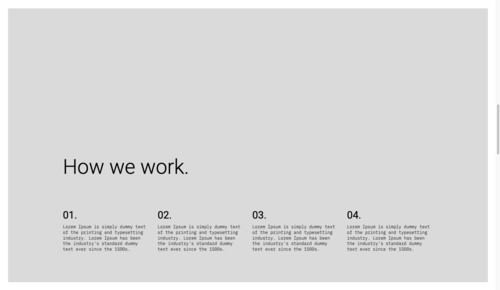 How we work.
01.
Lorem Ipsum is simply dummy text
of the printing and typesetting
industry. Lorem Ipsum has been
the industry's standard dummy
text ever since the 1500s.
02.
Lorem Ipsum is simply dummy text
of the printing and typesetting
industry. Lorem Ipsum has been
the industry's standard dummy
text ever since the 1500s.
03.
Lorem Ipsum is simply dummy text
of the printing and typesetting
industry. Lorem Ipsum has been
the industry's standard dummy
text ever since the 1500s.
04.
Lorem Ipsum is simply dummy text
of the printing and typesetting
industry. Lorem Ipsum has been
the industry's standard dummy
text ever since the 1500s.